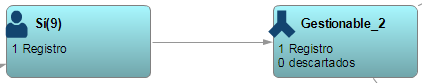 Sí(9)
1 Registro
Gestionable_2
1 Registro
0 descartados